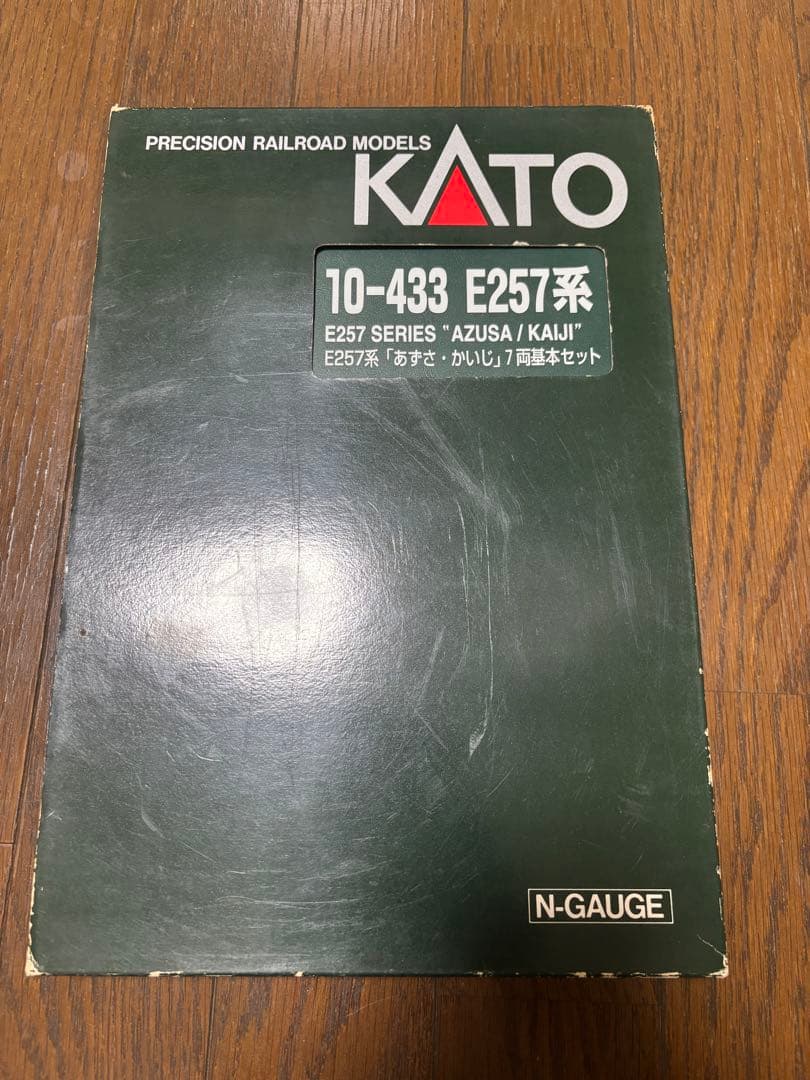 PRECISION RAILROAD MODELS
KATO
10-433 E257系
E257 SERIES "AZUSA / KAIJI"
E257系「あずさ・かいじ」7両基本セット
N-GAUGE